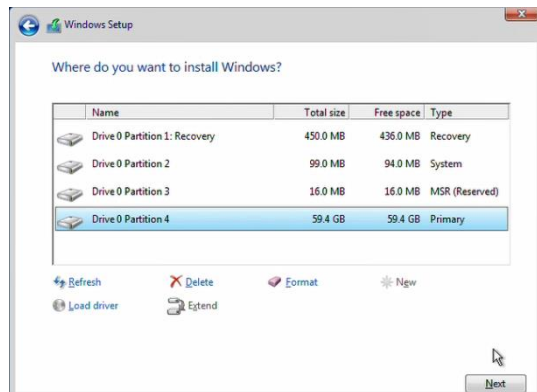 Windows Setup
Where do you want to install Windows?
Name Total size Free space Type
Drive 0 Partition 1: Recovery 450.0 MB 436.0 MB Recovery
Drive 0 Partition 2 99.0 MB 94.0 MB System
Drive 0 Partition 3 16.0 MB 16.0 MB MSR (Reserved)
Drive 0 Partition 4 59.4 GB 59.4 GB Primary
Refresh Delete Format New
Load driver Extend
Next